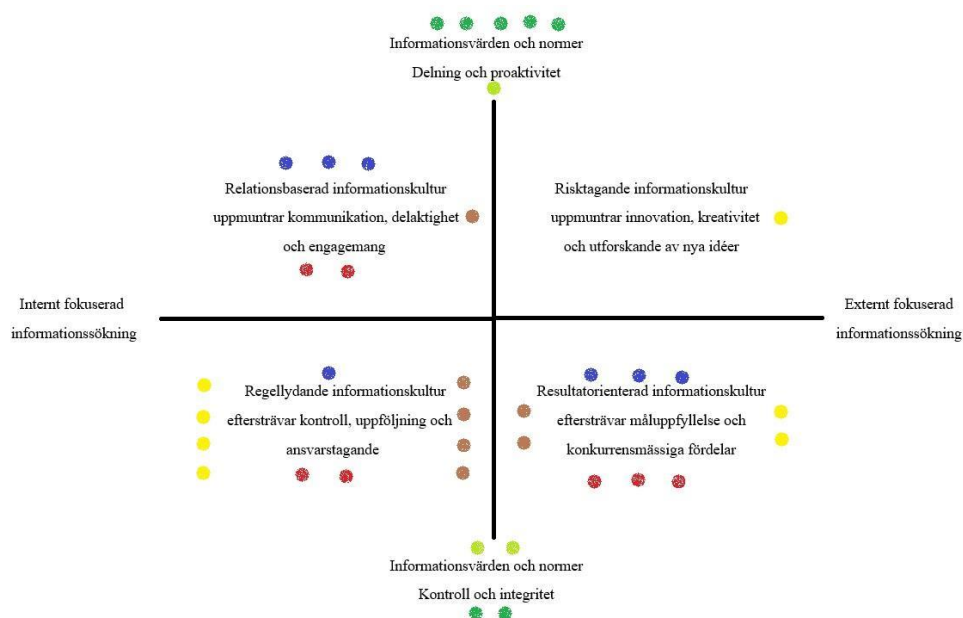 Informationsvärden och normer
Delning och proaktivitet
Relationsbaserad informationskultur
uppmuntrar kommunikation, delaktighet
och engagemang
Risktagande informationskultur
uppmuntrar innovation, kreativitet
och utforskande av nya idéer
Internt fokuserad
informationssökning
Externt fokuserad
informationssökning
Regellydande informationskultur
eftersträvar kontroll, uppföljning och
ansvarstagande
Resultatorienterad informationskultur
eftersträvar måluppfyllelse och
konkurrensmässiga fördelar
Informationsvärden och normer
Kontroll och integritet